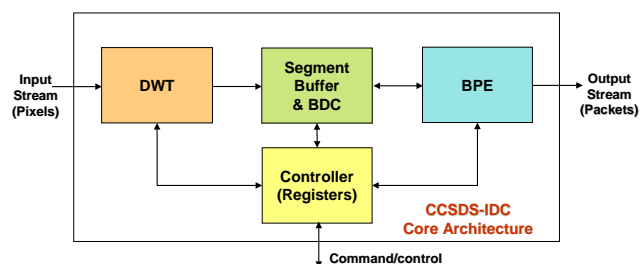 Input
Stream
(Pixels)
DWT
Segment
Buffer
& BDC
BPE
Output
Stream
(Packets)
Controller
(Registers)
CCSDS-IDC
Core Architecture
Command/control